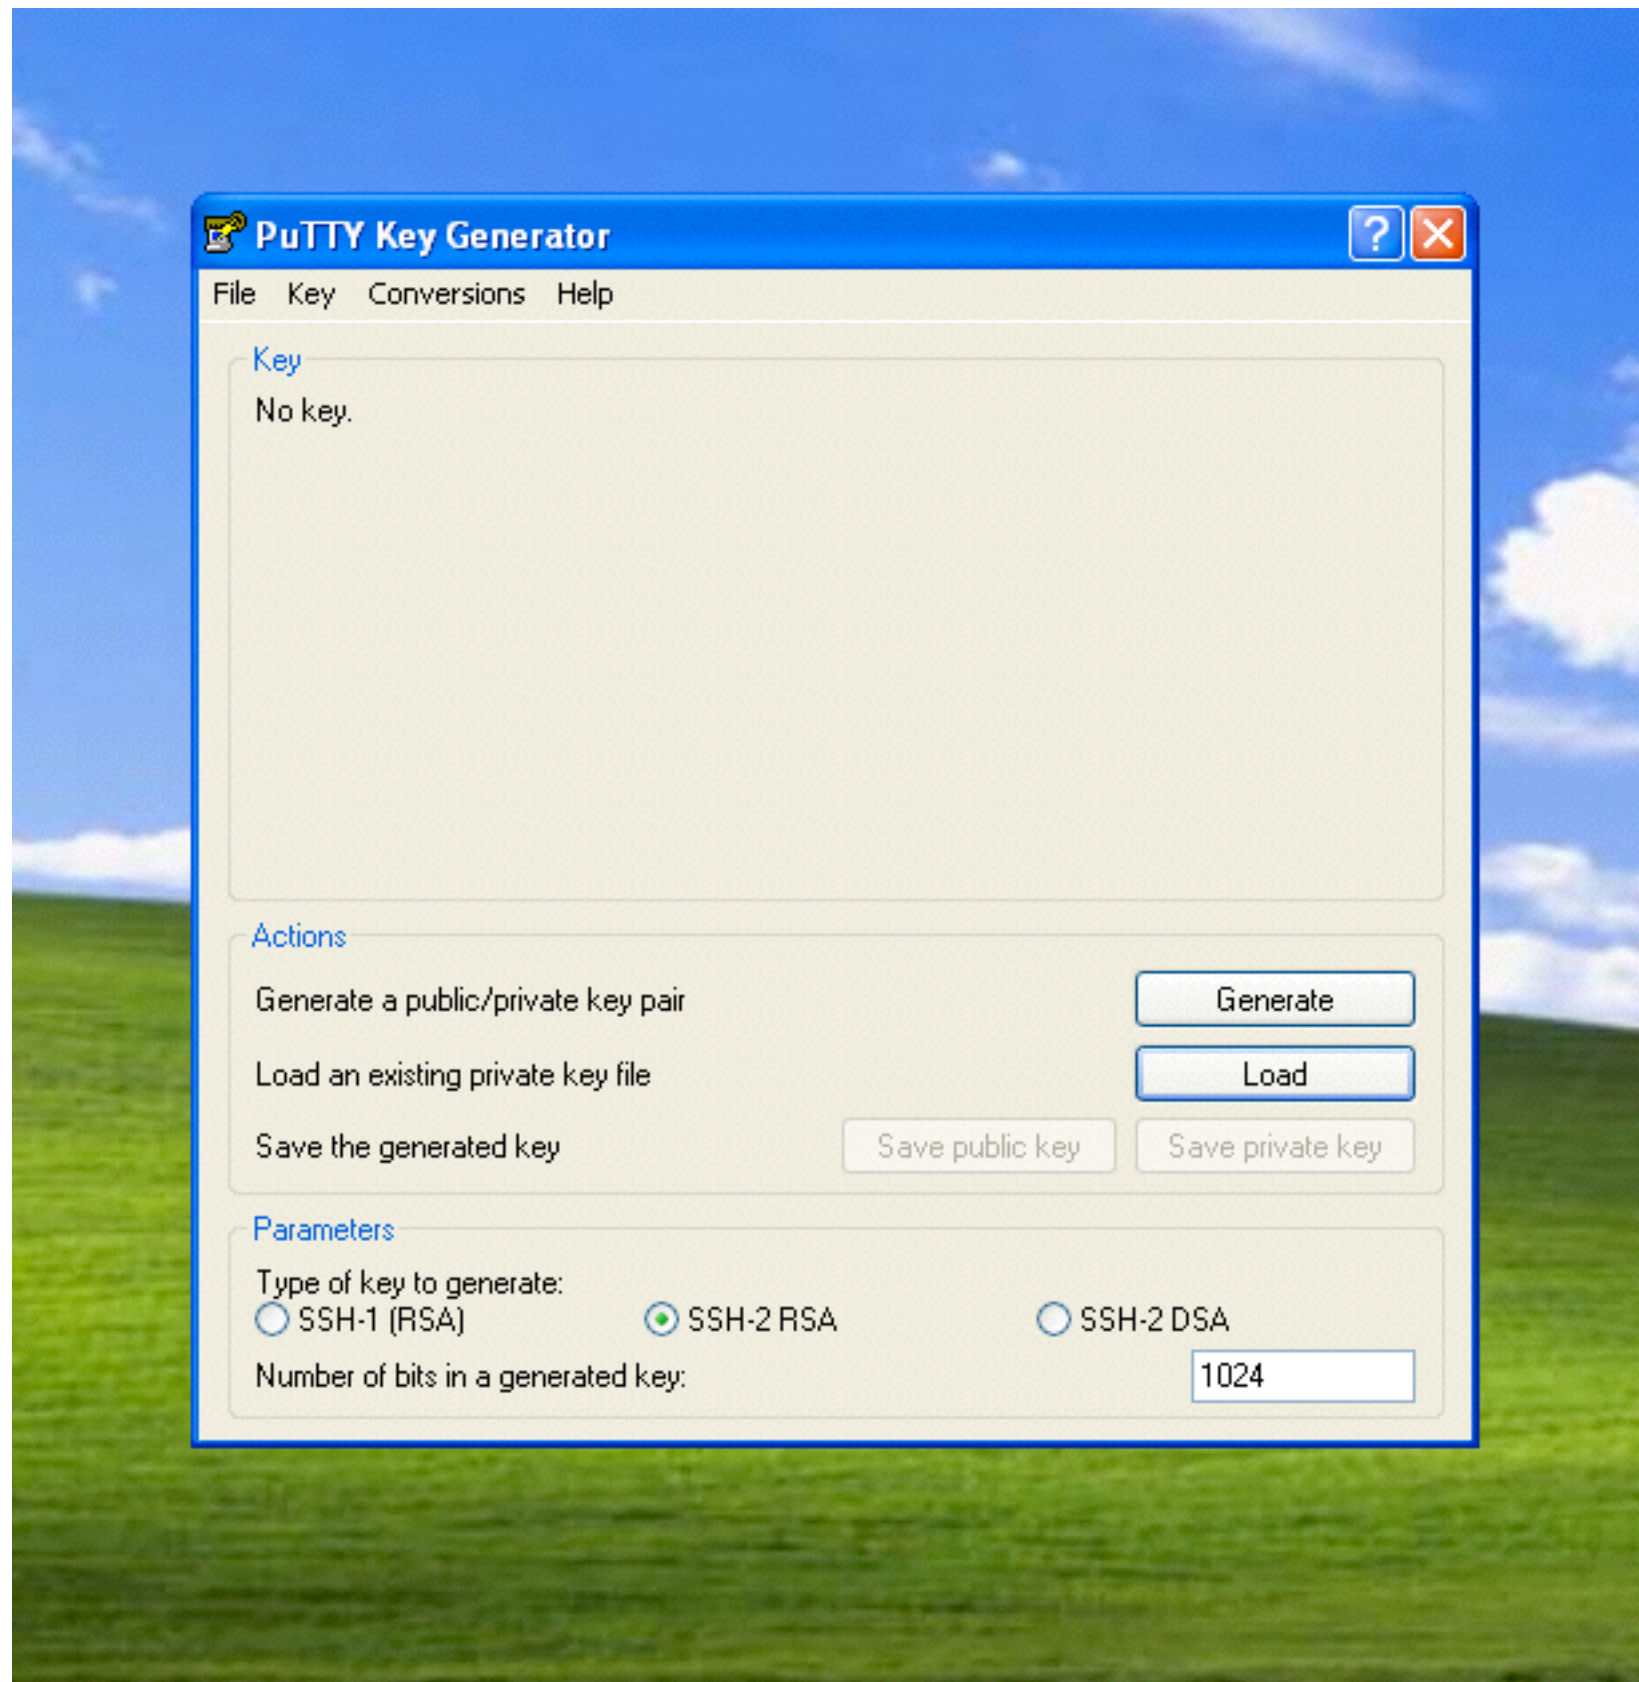 PuTTY Key Generator ?
File Key Conversions Help
Key
No key.
Actions
Generate a public/private key pair Generate
Load an existing private key file Load
Save the generated key Save public key Save private key
Parameters
Type of key to generate:
SSH-1 (RSA) SSH-2 RSA SSH-2 DSA
Number of bits in a generated key: 1024